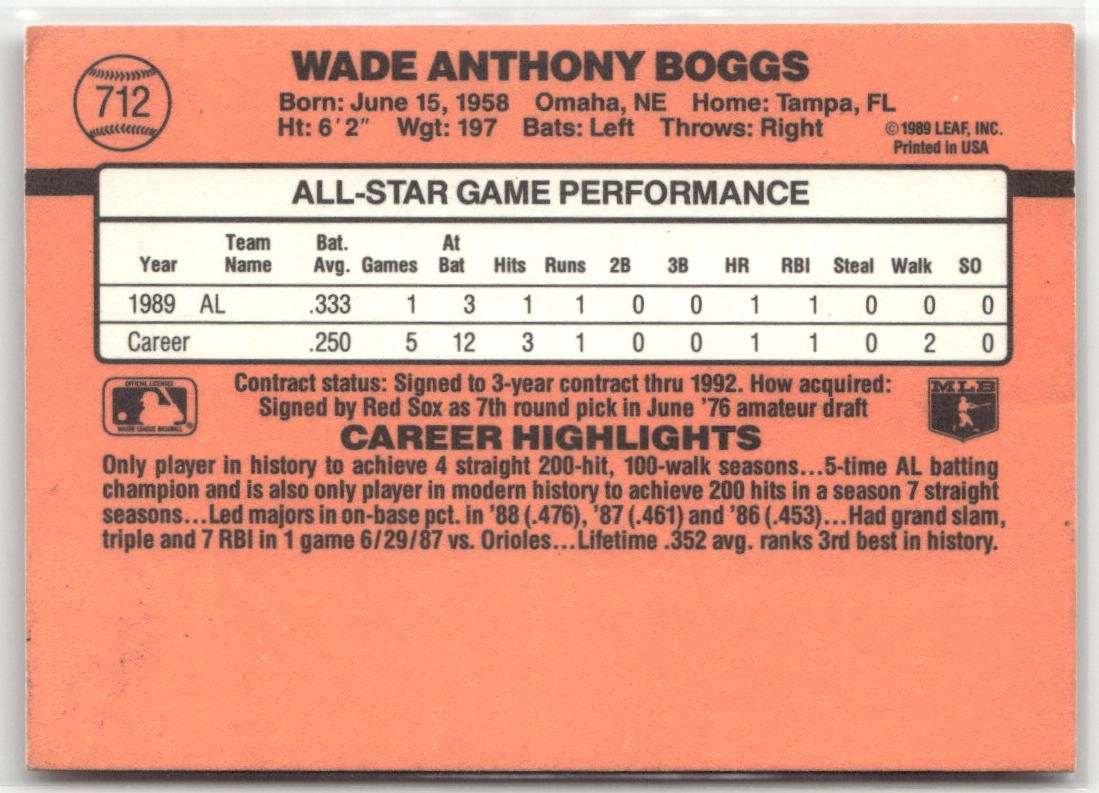 712
WADE ANTHONY BOGGS
Born: June 15, 1958 Omaha, NE Home: Tampa, FL
Ht: 6'2" Wgt: 197 Bats: Left Throws: Right
©1989 LEAF, INC.
Printed in USA
ALL-STAR GAME PERFORMANCE
Year Team Name Bat. Avg. Games At Bat Hits Runs 2B 3B HR RBI Steal Walk SO
1989 AL .333 1 3 1 1 0 0 1 1 0 0 0
Career .250 5 12 3 1 0 0 1 1 0 2 0
OFFICIAL LICENSEE
MAJOR LEAGUE BASEBALL
Contract status: Signed to 3-year contract thru 1992. How acquired:
Signed by Red Sox as 7th round pick in June '76 amateur draft
MLB
CAREER HIGHLIGHTS
Only player in history to achieve 4 straight 200-hit, 100-walk seasons...5-time AL batting
champion and is also only player in modern history to achieve 200 hits in a season 7 straight
seasons...Led majors in on-base pct. in '88 (.476), '87 (.461) and '86 (.453)...Had grand slam,
triple and 7 RBI in 1 game 6/29/87 vs. Orioles...Lifetime .352 avg. ranks 3rd best in history.